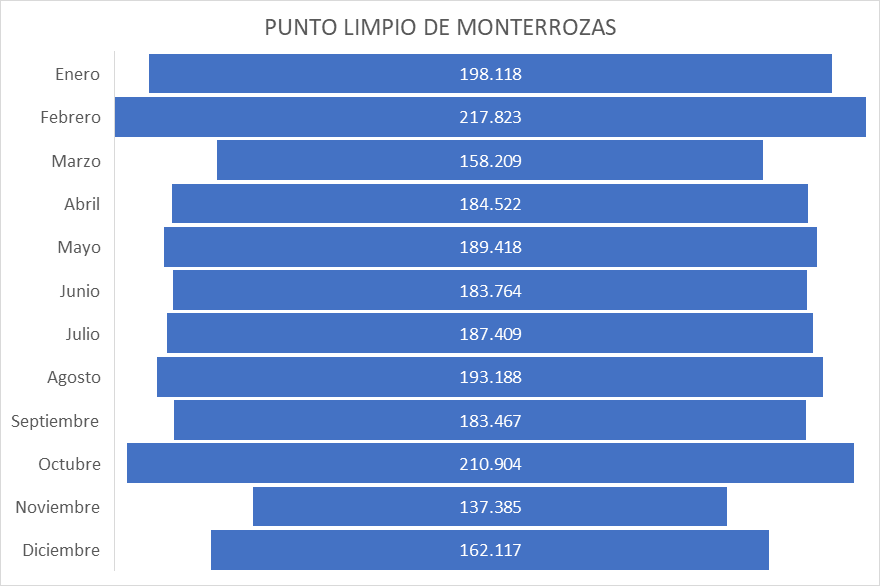 PUNTO LIMPIO DE MONTERROZAS
Enero 198.118
Febrero 217.823
Marzo 158.209
Abril 184.522
Mayo 189.418
Junio 183.764
Julio 187.409
Agosto 193.188
Septiembre 183.467
Octubre 210.904
Noviembre 137.385
Diciembre 162.117